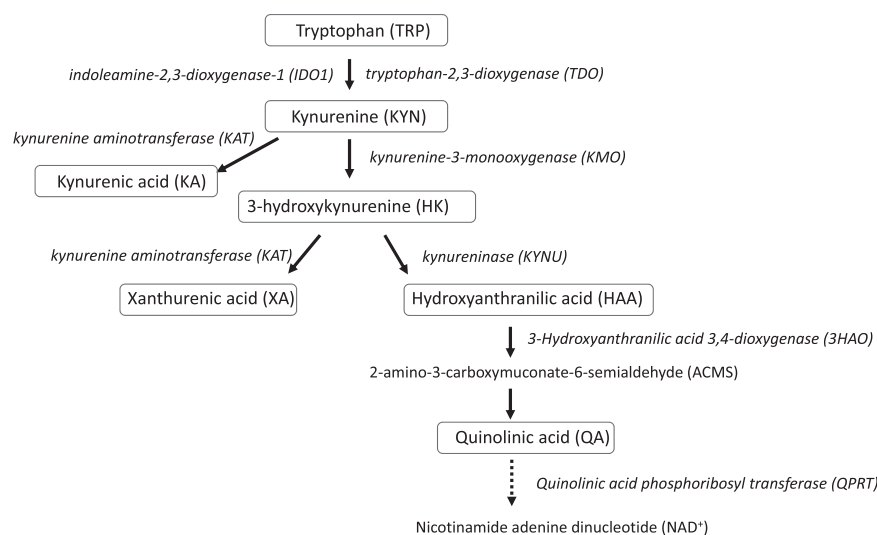 Tryptophan (TRP)
indoleamine-2,3-dioxygenase-1 (IDO1)
tryptophan-2,3-dioxygenase (TDO)
Kynurenine (KYN)
kynurenine aminotransferase (KAT)
kynurenine-3-monooxygenase (KMO)
Kynurenic acid (KA)
3-hydroxykynurenine (HK)
kynurenine aminotransferase (KAT)
kynureninase (KYNU)
Xanthurenic acid (XA)
Hydroxyanthranilic acid (HAA)
3-Hydroxyanthranilic acid 3,4-dioxygenase (3HAO)
2-amino-3-carboxymuconate-6-semialdehyde (ACMS)
Quinolinic acid (QA)
Quinolinic acid phosphoribosyl transferase (QPRT)
Nicotinamide adenine dinucleotide (NAD⁺)